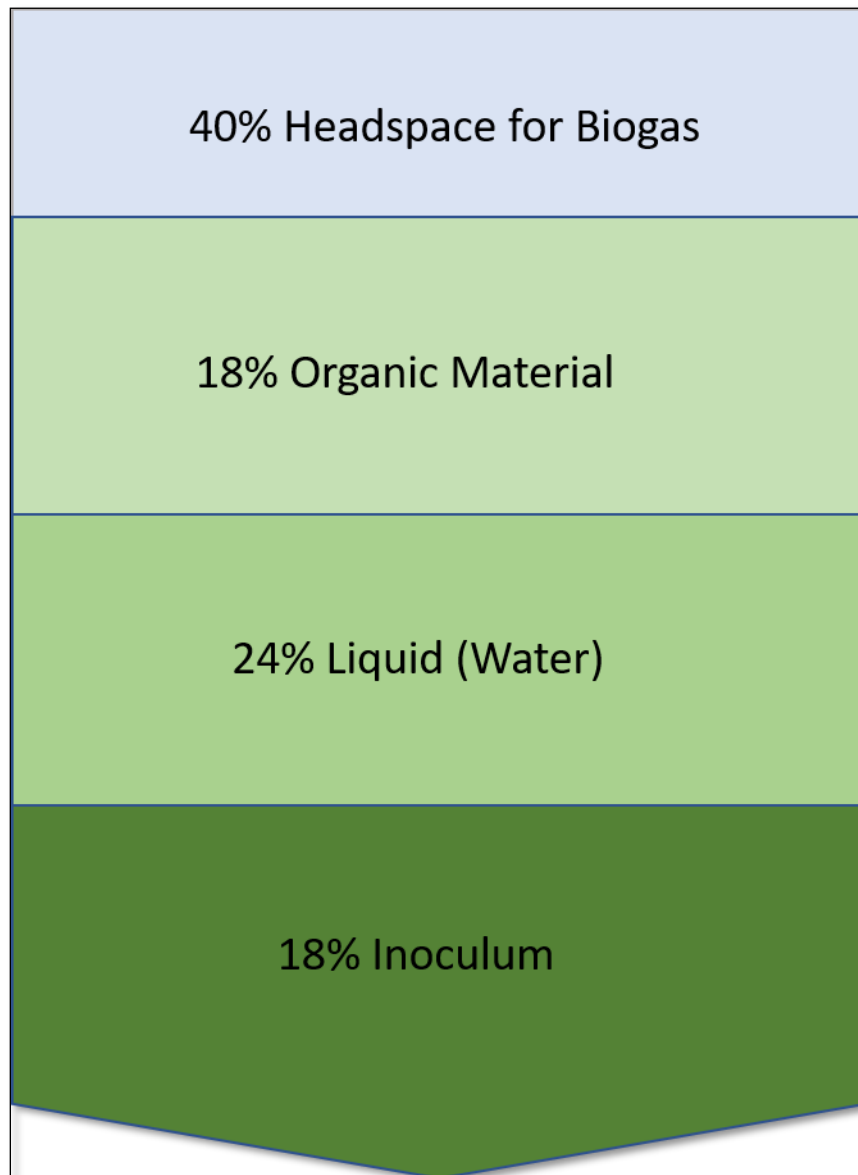 40% Headspace for Biogas
18% Organic Material
24% Liquid (Water)
18% Inoculum